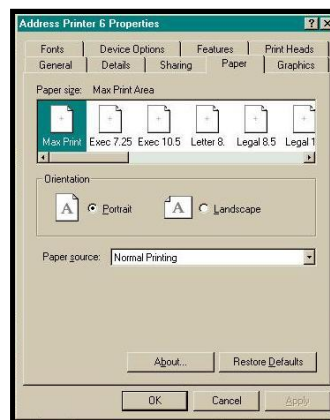 Address Printer 6 Properties
Fonts Device Options Features Print Heads
General Details Sharing Paper Graphics
Paper size: Max Print Area
Max Print Exec 7.25 Exec 10.5 Letter 8. Legal 8.5 Legal 1
Orientation
A Portrait A Landscape
Paper source: Normal Printing
About... Restore Defaults
OK Cancel Apply